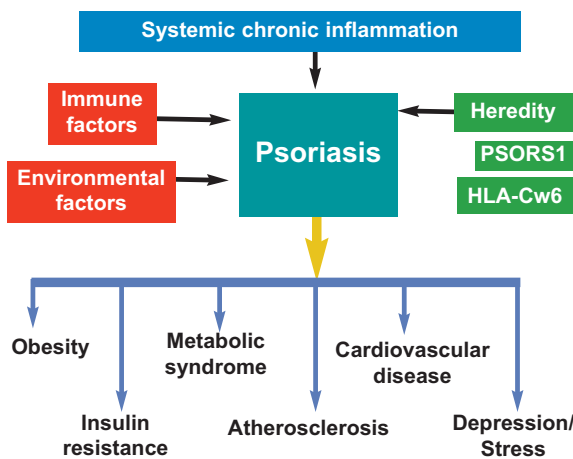 Systemic chronic inflammation
Immune
factors
Environmental
factors
Psoriasis
Heredity
PSORS1
HLA-Cw6
Obesity
Insulin
resistance
Metabolic
syndrome
Atherosclerosis
Cardiovascular
disease
Depression/
Stress